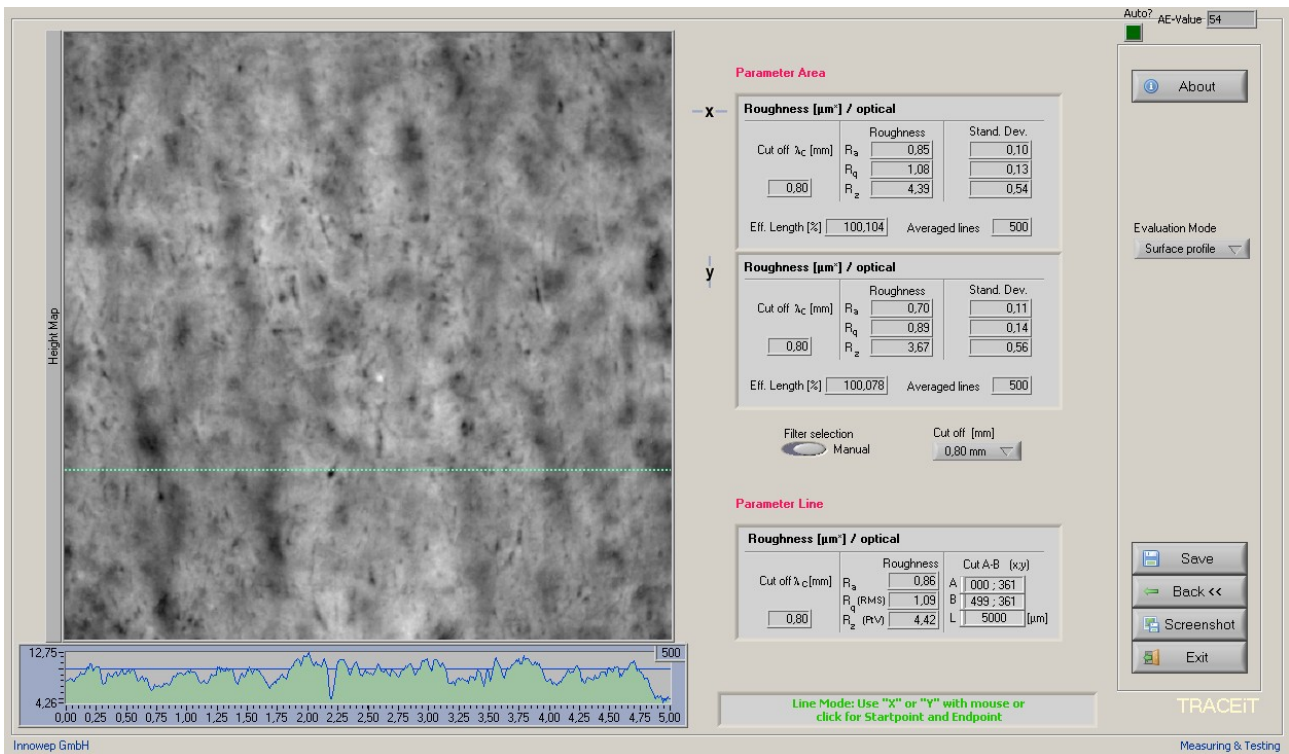 Auto? AE-Value 54
Parameter Area
About
x
Roughness [µm*] / optical
Roughness Stand. Dev.
Cut off λc [mm] Ra 0,85 0,10
Rq 1,08 0,13
0,80 Rz 4,39 0,54
Eff. Length [%] 100,104 Averaged lines 500
Evaluation Mode
Surface profile
y
Roughness [µm*] / optical
Roughness Stand. Dev.
Cut off λc [mm] Ra 0,70 0,11
Rq 0,89 0,14
0,80 Rz 3,67 0,56
Eff. Length [%] 100,078 Averaged lines 500
Height Map
Filter selection Cut off [mm]
Manual 0,80 mm
Parameter Line
Roughness [µm*] / optical
Roughness Cut A-B (x,y)
Cut off λc [mm] Ra 0,86 A 000 ; 361
Rq (RMS) 1,09 B 499 ; 361
0,80 Rz (PtV) 4,42 L 5000 [µm]
Save
Back <<
Screenshot
Exit
12,75 500
4,26
0,00 0,25 0,50 0,75 1,00 1,25 1,50 1,75 2,00 2,25 2,50 2,75 3,00 3,25 3,50 3,75 4,00 4,25 4,50 4,75 5,00
Line Mode: Use "X" or "Y" with mouse or
click for Startpoint and Endpoint
TRACEiT
Innowep GmbH Measuring & Testing